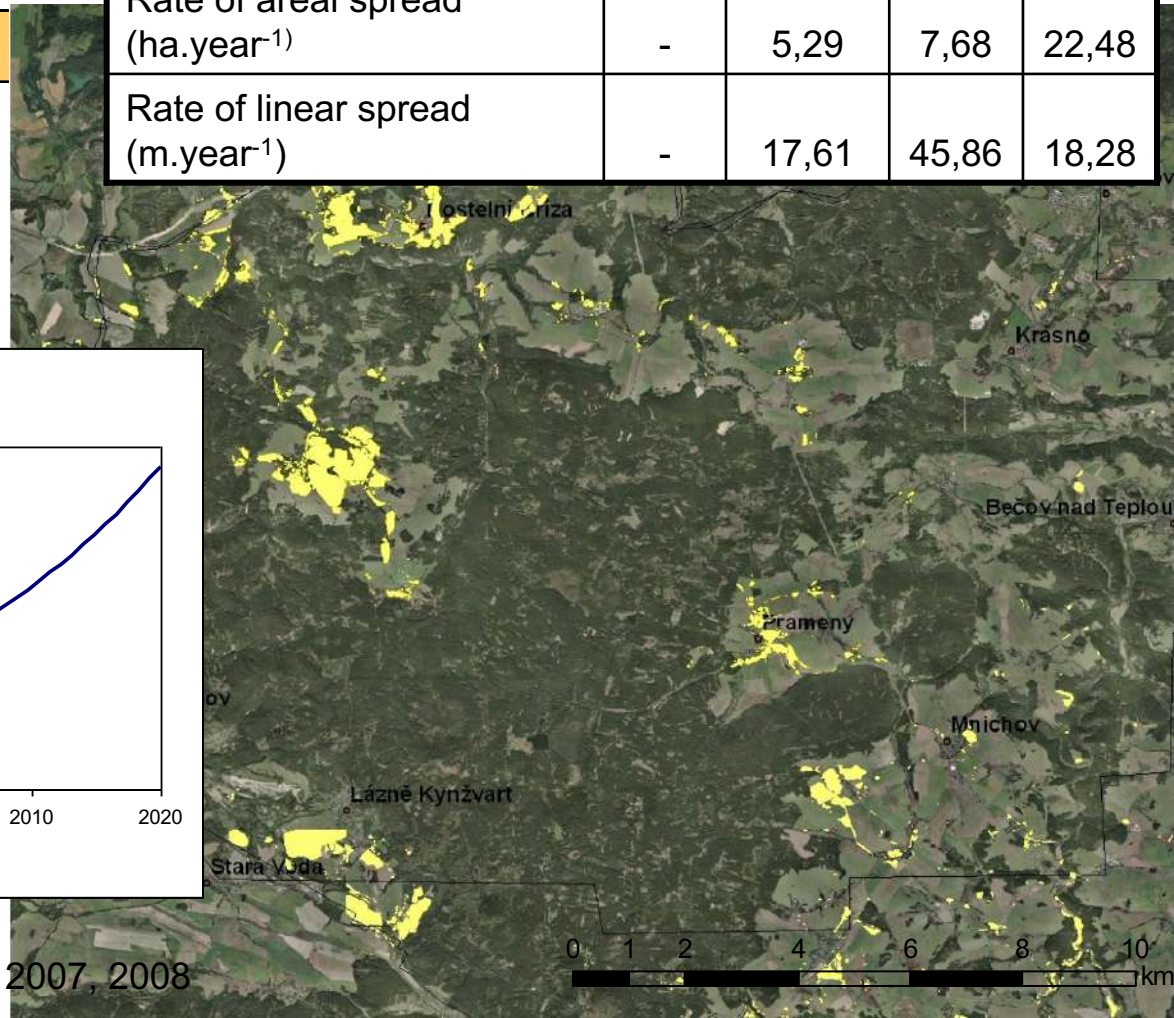 Rate of areal spread
(ha.year-1) - 5,29 7,68 22,48
Rate of linear spread
(m.year-1) - 17,61 45,86 18,28
Krásno
Bečov nad Teplou
Prameny
Mnichov
ov
Lázně Kynžvart
Stará Voda
2010 2020
0 1 2 4 6 8 10
km
2007, 2008